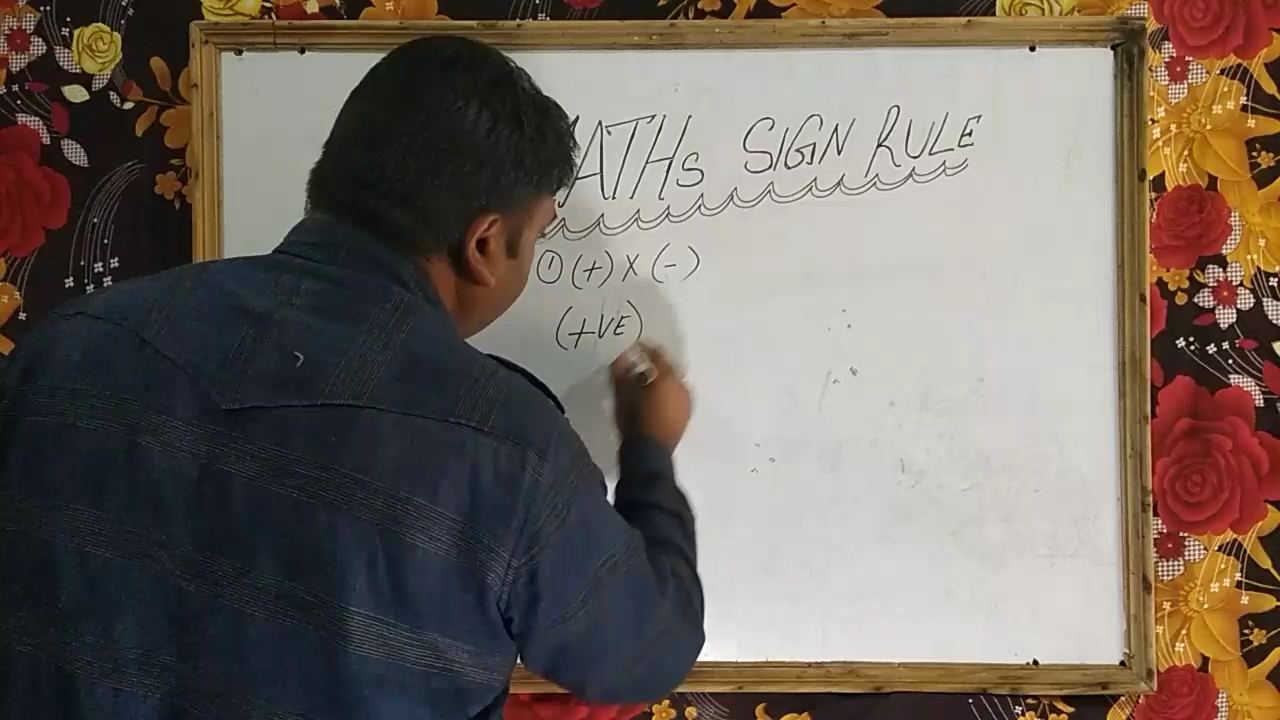 ATHs SIGN RULE
① (+) X (-)
(+VE)